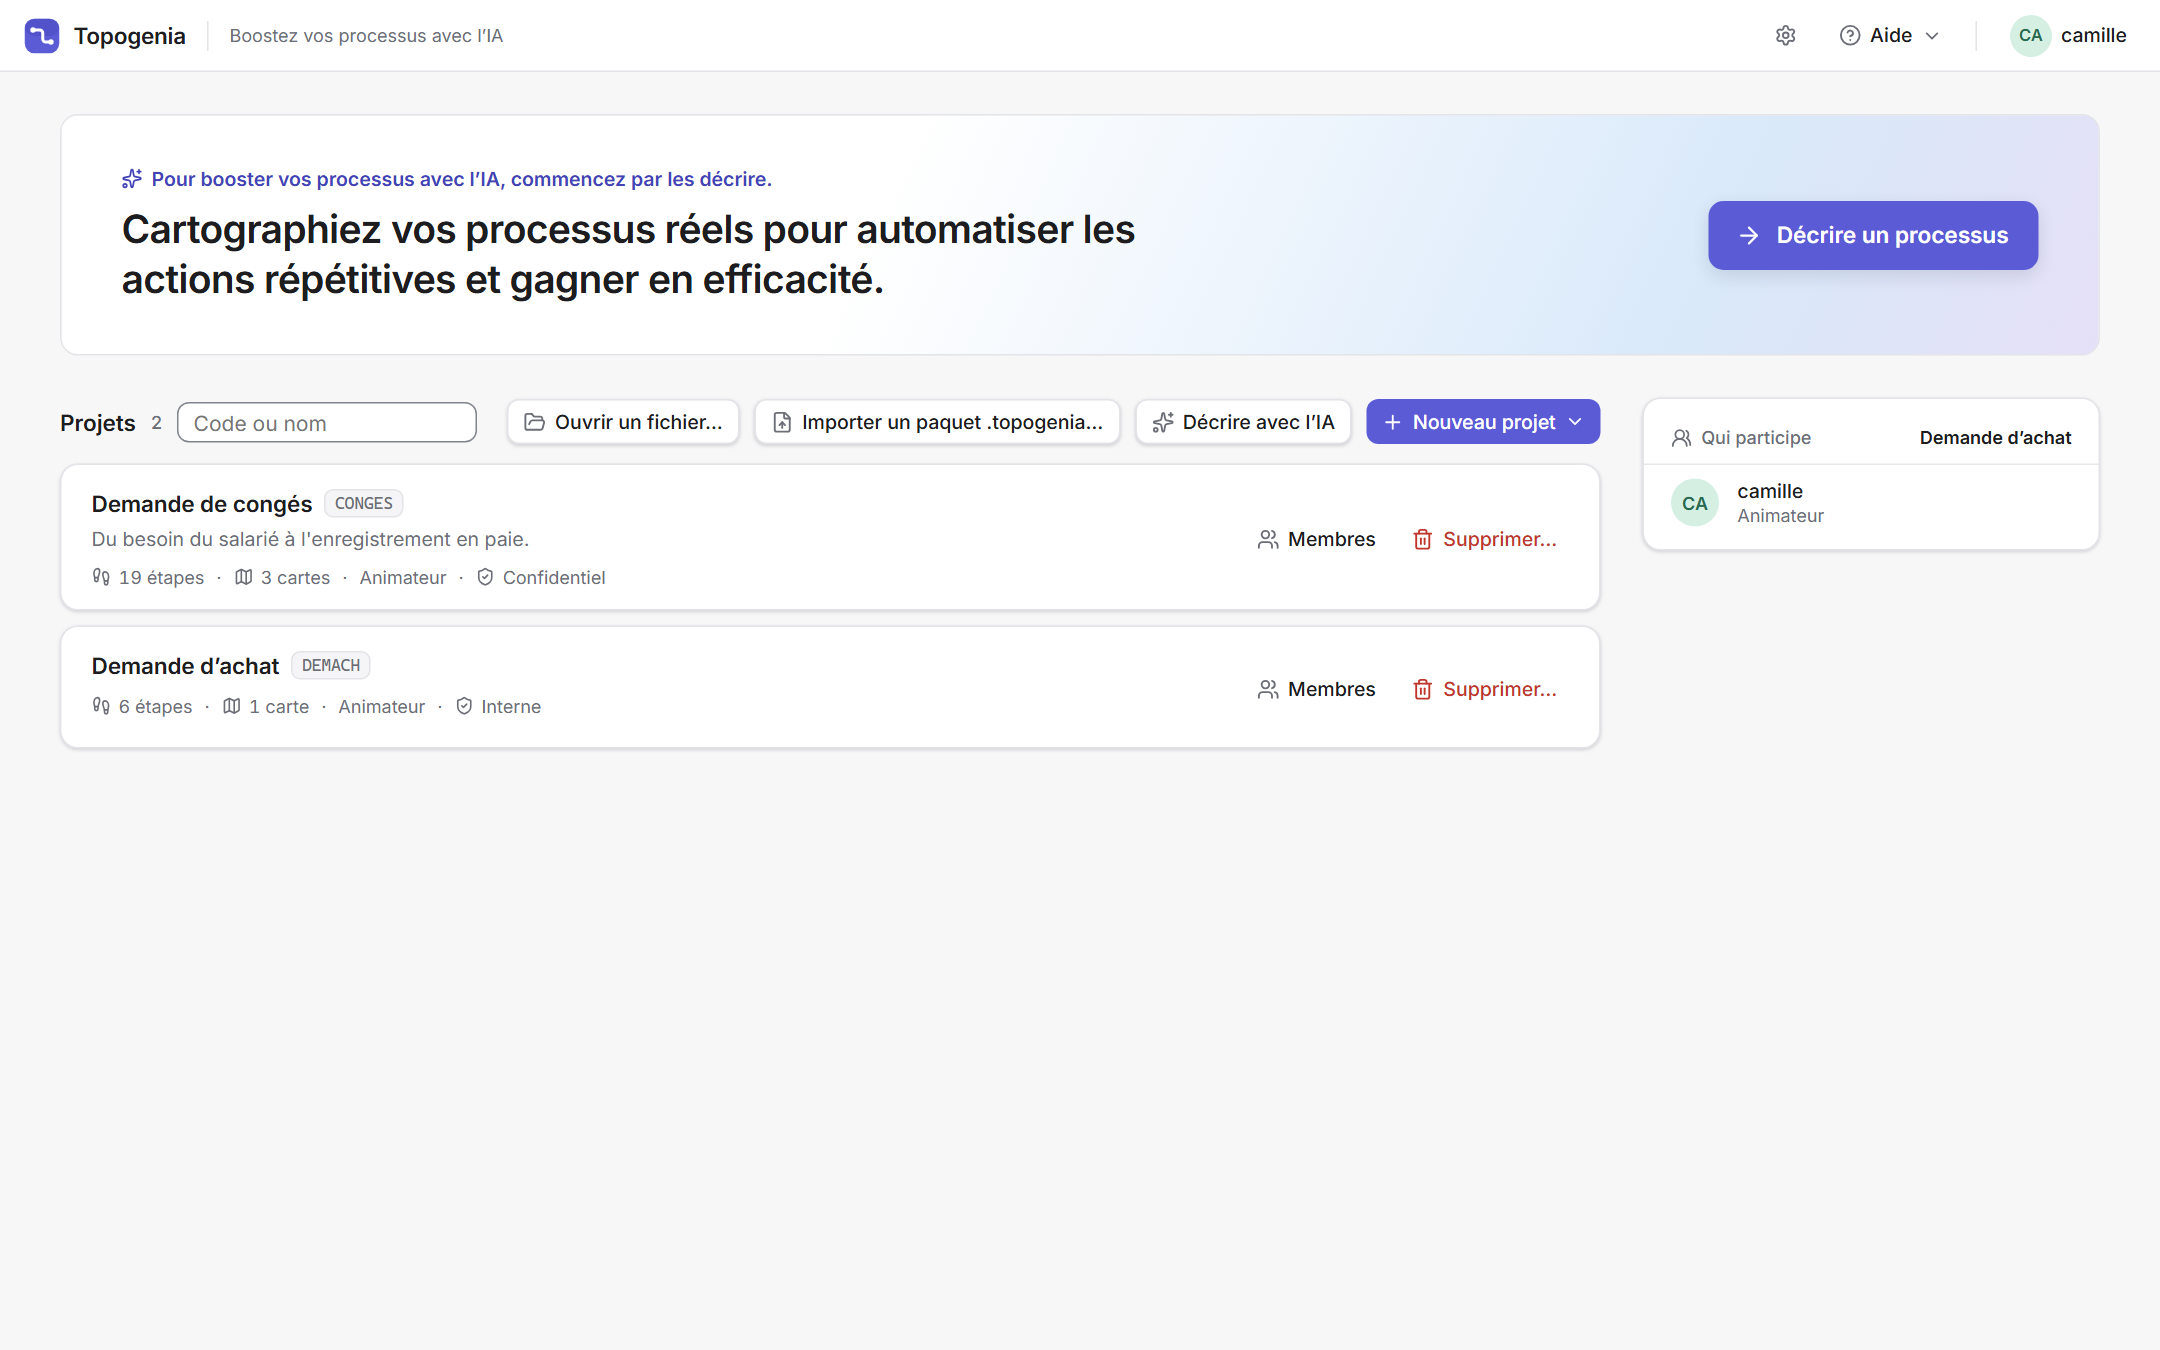 Topogenia
Boostez vos processus avec l’IA
Aide
CA
camille
Pour booster vos processus avec l’IA, commencez par les décrire.
Cartographiez vos processus réels pour automatiser les
actions répétitives et gagner en efficacité.
Décrire un processus
Projets 2
Code ou nom
Ouvrir un fichier...
Importer un paquet .topogenia...
Décrire avec l’IA
Nouveau projet
Demande de congés CONGES
Du besoin du salarié à l'enregistrement en paie.
19 étapes · 3 cartes · Animateur · Confidentiel
Membres
Supprimer...
Demande d’achat DEMACH
6 étapes · 1 carte · Animateur · Interne
Membres
Supprimer...
Qui participe
Demande d’achat
CA
camille
Animateur